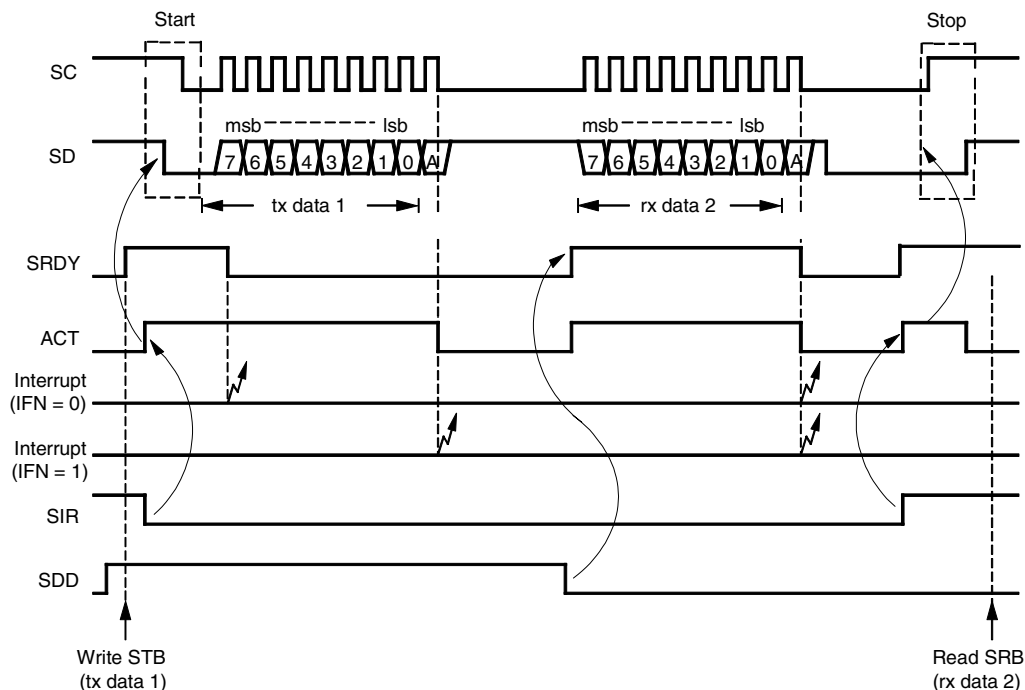 Start
Stop
SC
msb lsb msb lsb
SD
7 6 5 4 3 2 1 0 A 7 6 5 4 3 2 1 0 A
tx data 1
rx data 2
SRDY
ACT
Interrupt
(IFN = 0)
Interrupt
(IFN = 1)
SIR
SDD
Write STB
(tx data 1)
Read SRB
(rx data 2)